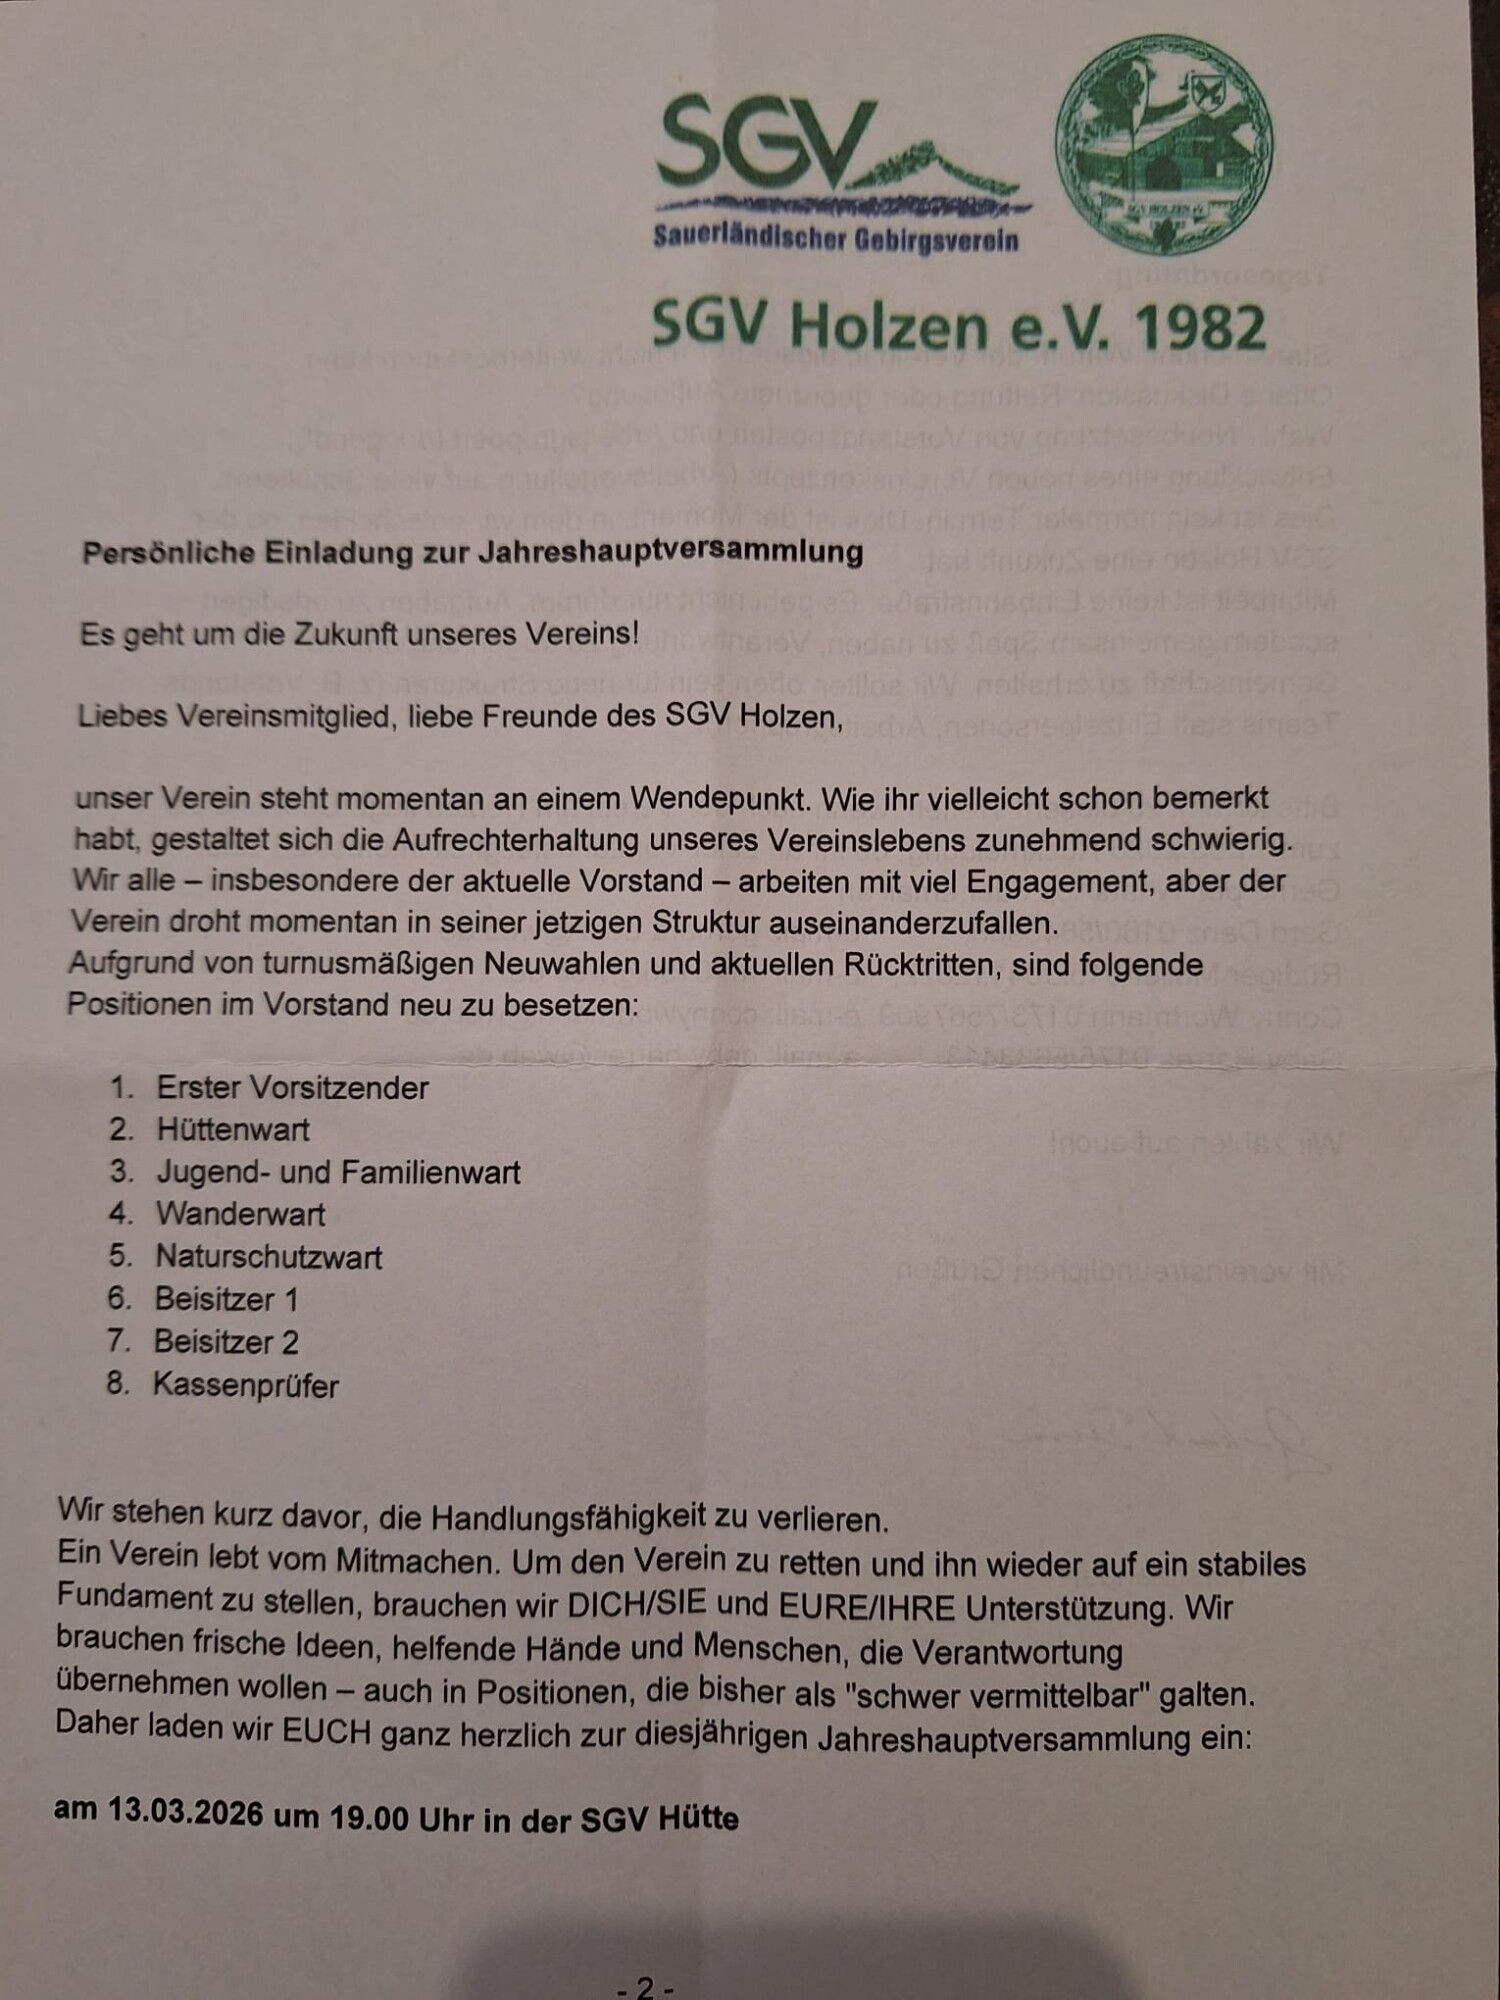 SGV
Sauerländischer Gebirgsverein
SGV HOLZEN e.V.
SGV Holzen e.V. 1982
Persönliche Einladung zur Jahreshauptversammlung
Es geht um die Zukunft unseres Vereins!
Liebes Vereinsmitglied, liebe Freunde des SGV Holzen,
unser Verein steht momentan an einem Wendepunkt. Wie ihr vielleicht schon bemerkt
habt, gestaltet sich die Aufrechterhaltung unseres Vereinslebens zunehmend schwierig.
Wir alle – insbesondere der aktuelle Vorstand – arbeiten mit viel Engagement, aber der
Verein droht momentan in seiner jetzigen Struktur auseinanderzufallen.
Aufgrund von turnusmäßigen Neuwahlen und aktuellen Rücktritten, sind folgende
Positionen im Vorstand neu zu besetzen:
1. Erster Vorsitzender
2. Hüttenwart
3. Jugend- und Familienwart
4. Wanderwart
5. Naturschutzwart
6. Beisitzer 1
7. Beisitzer 2
8. Kassenprüfer
Wir stehen kurz davor, die Handlungsfähigkeit zu verlieren.
Ein Verein lebt vom Mitmachen. Um den Verein zu retten und ihn wieder auf ein stabiles
Fundament zu stellen, brauchen wir DICH/SIE und EURE/IHRE Unterstützung. Wir
brauchen frische Ideen, helfende Hände und Menschen, die Verantwortung
übernehmen wollen – auch in Positionen, die bisher als "schwer vermittelbar" galten.
Daher laden wir EUCH ganz herzlich zur diesjährigen Jahreshauptversammlung ein:
am 13.03.2026 um 19.00 Uhr in der SGV Hütte
- 2 -